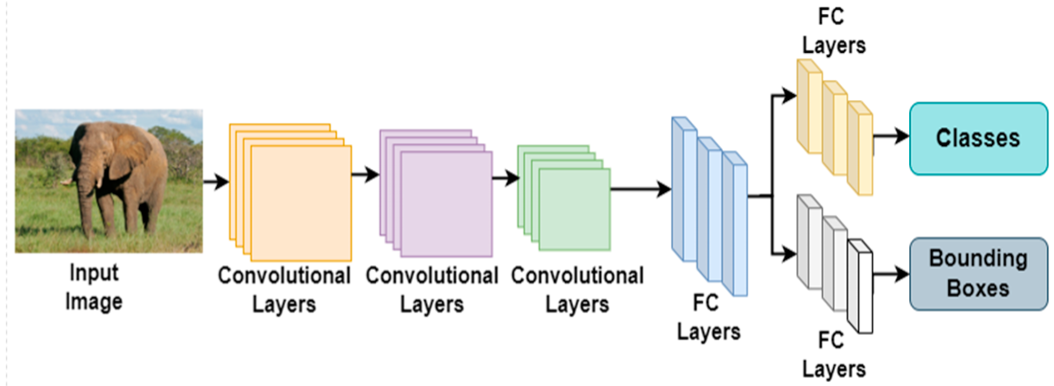 FC
Layers
Classes
Input
Image
Convolutional
Layers
Convolutional
Layers
Convolutional
Layers
FC
Layers
Bounding
Boxes
FC
Layers